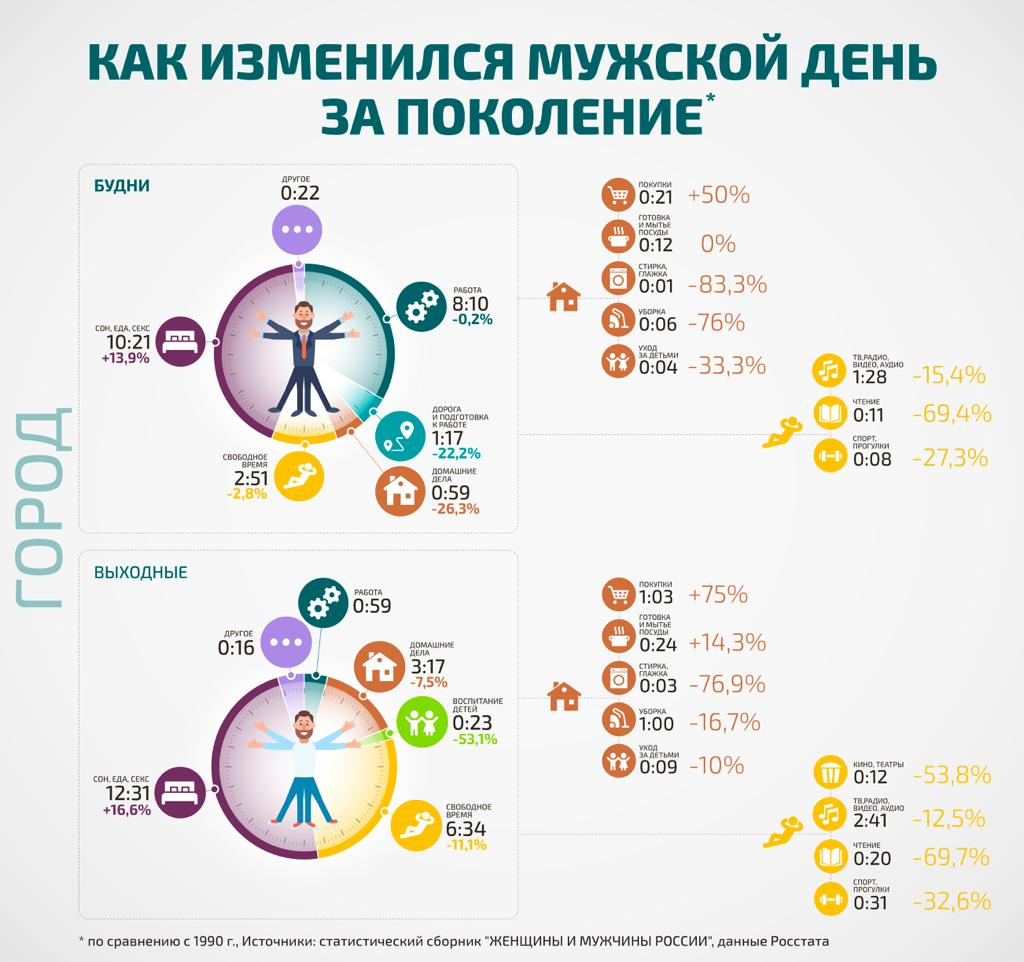 КАК ИЗМЕНИЛСЯ МУЖСКОЙ ДЕНЬ
ЗА ПОКОЛЕНИЕ*
ГОРОД
БУДНИ
ДРУГОЕ
0:22
РАБОТА
8:10
-0,2%
СОН, ЕДА, СЕКС
10:21
+13,9%
ДОРОГА
И ПОДГОТОВКА
К РАБОТЕ
1:17
-22,2%
СВОБОДНОЕ
ВРЕМЯ
2:51
-2,8%
ДОМАШНИЕ
ДЕЛА
0:59
-26,3%
ПОКУПКИ
0:21 +50%
ГОТОВКА
И МЫТЬЕ
ПОСУДЫ
0:12 0%
СТИРКА,
ГЛАЖКА
0:01 -83,3%
УБОРКА
0:06 -76%
УХОД
ЗА ДЕТЬМИ
0:04 -33,3%
ТВ,РАДИО,
ВИДЕО, АУДИО
1:28 -15,4%
ЧТЕНИЕ
0:11 -69,4%
СПОРТ,
ПРОГУЛКИ
0:08 -27,3%
ВЫХОДНЫЕ
РАБОТА
0:59
ДРУГОЕ
0:16
ДОМАШНИЕ
ДЕЛА
3:17
-7,5%
ВОСПИТАНИЕ
ДЕТЕЙ
0:23
-53,1%
СОН, ЕДА, СЕКС
12:31
+16,6%
СВОБОДНОЕ
ВРЕМЯ
6:34
-11,1%
ПОКУПКИ
1:03 +75%
ГОТОВКА
И МЫТЬЕ
ПОСУДЫ
0:24 +14,3%
СТИРКА,
ГЛАЖКА
0:03 -76,9%
УБОРКА
1:00 -16,7%
УХОД
ЗА ДЕТЬМИ
0:09 -10%
КИНО, ТЕАТРЫ
0:12 -53,8%
ТВ,РАДИО,
ВИДЕО, АУДИО
2:41 -12,5%
ЧТЕНИЕ
0:20 -69,7%
СПОРТ,
ПРОГУЛКИ
0:31 -32,6%
* по сравнению с 1990 г., Источники: статистический сборник "ЖЕНЩИНЫ И МУЖЧИНЫ РОССИИ", данные Росстата